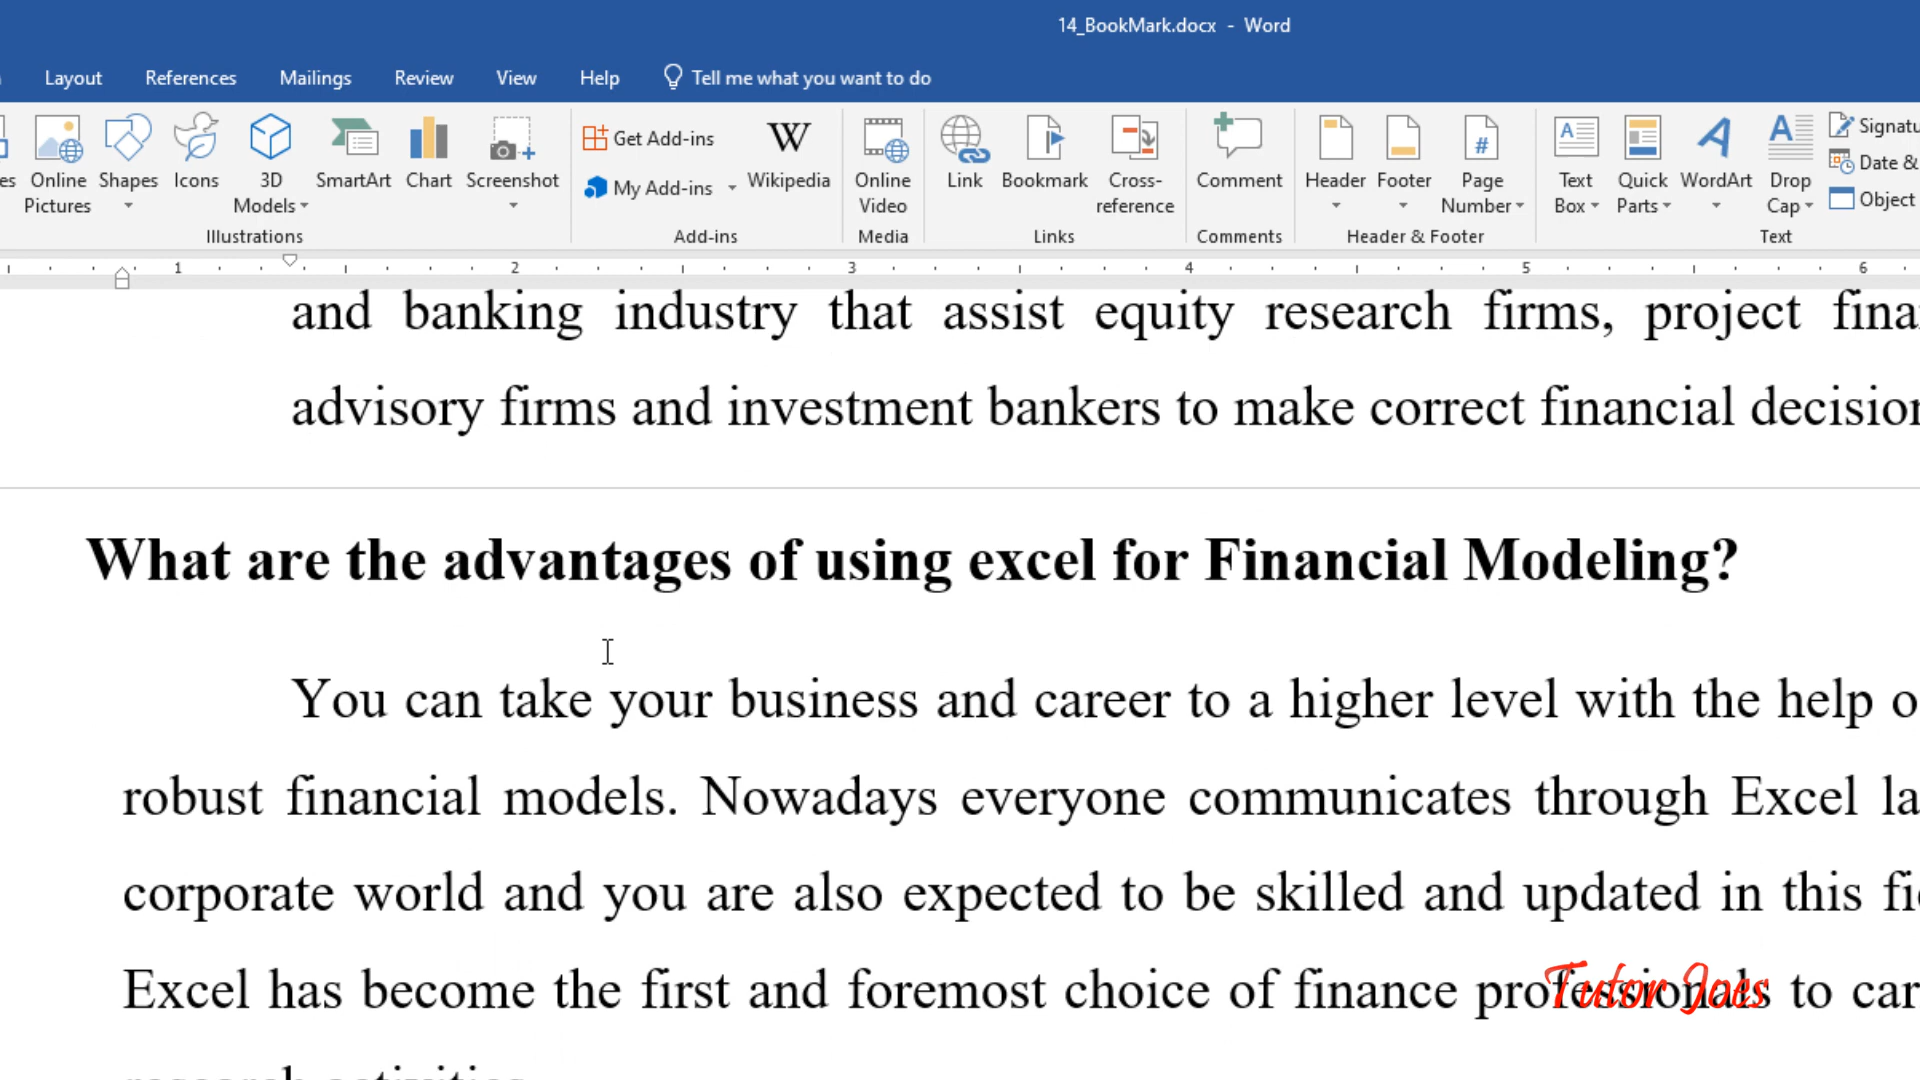 14_BookMark.docx - Word
Layout References Mailings Review View Help Tell me what you want to do
Online Pictures
Shapes
Icons
3D Models
SmartArt
Chart
Screenshot
Illustrations
Get Add-ins
My Add-ins
Wikipedia
Add-ins
Online Video
Media
Link
Bookmark
Cross-reference
Links
Comment
Comments
Header
Footer
Page Number
Header & Footer
Text Box
Quick Parts
WordArt
Drop Cap
Date &
Object
Text
1 2 3 4 5 6
and banking industry that assist equity research firms, project
advisory firms and investment bankers to make correct financial
What are the advantages of using excel for Financial Modeling?
You can take your business and career to a higher level with the help
robust financial models. Nowadays everyone communicates through Excel
corporate world and you are also expected to be skilled and updated in this
Excel has become the first and foremost choice of finance professionals to
Tutor Joes